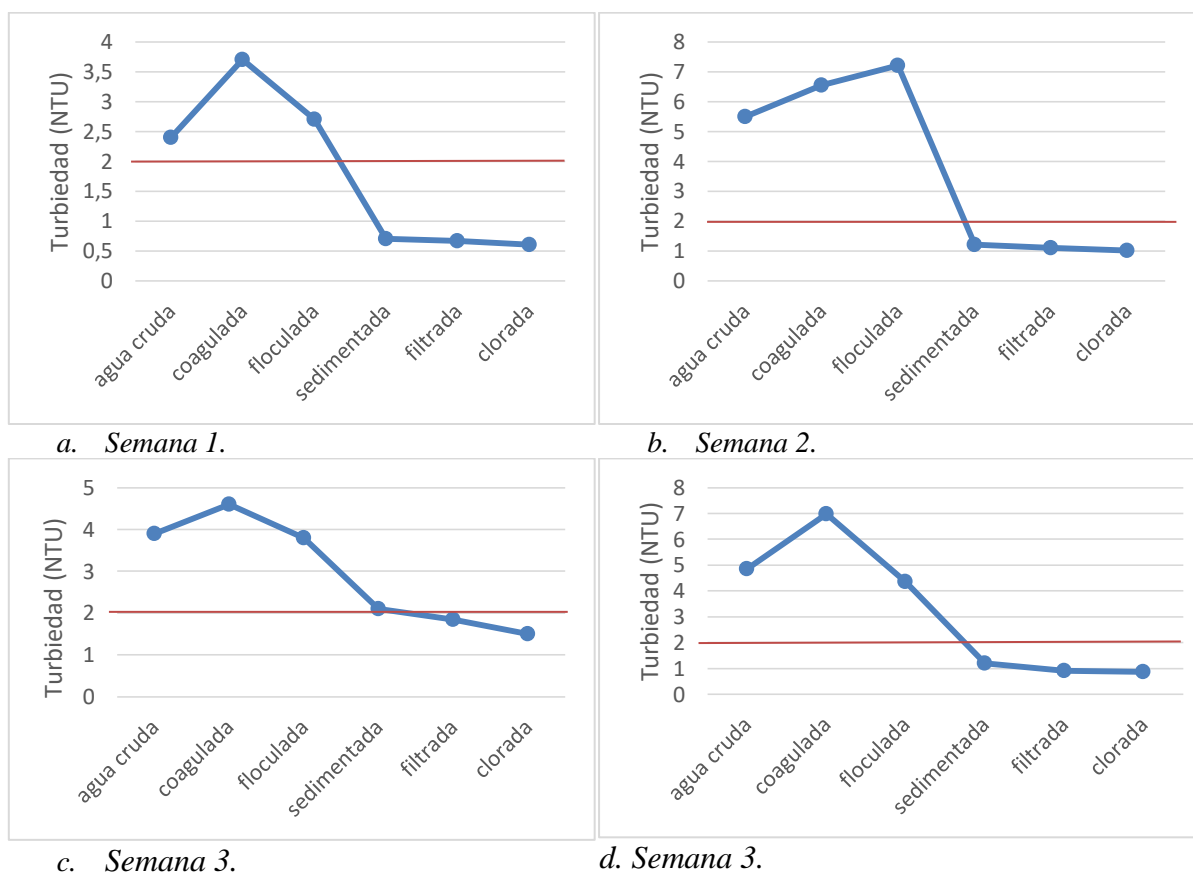 Turbiedad (NTU)
4
3,5
3
2,5
2
1,5
1
0,5
0
agua cruda
coagulada
floculada
sedimentada
filtrada
clorada
a. Semana 1.
Turbiedad (NTU)
8
7
6
5
4
3
2
1
0
agua cruda
coagulada
floculada
sedimentada
filtrada
clorada
b. Semana 2.
Turbiedad (NTU)
5
4
3
2
1
0
agua cruda
coagulada
floculada
sedimentada
filtrada
clorada
c. Semana 3.
Turbiedad (NTU)
8
7
6
5
4
3
2
1
0
agua cruda
coagulada
floculada
sedimentada
filtrada
clorada
d. Semana 3.